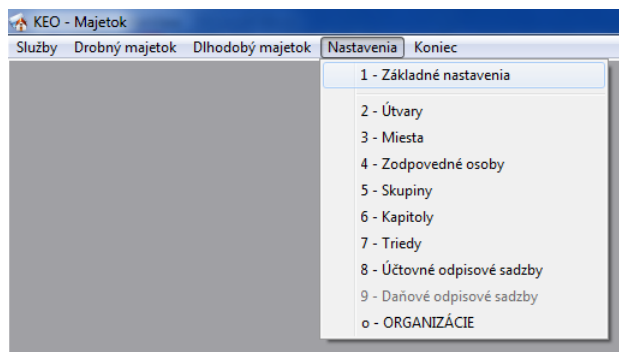 KEO - Majetok
Služby Drobný majetok Dlhodobý majetok Nastavenia Koniec
1 - Základné nastavenia
2 - Útvary
3 - Miesta
4 - Zodpovedné osoby
5 - Skupiny
6 - Kapitoly
7 - Triedy
8 - Účtovné odpisové sadzby
9 - Daňové odpisové sadzby
o - ORGANIZÁCIE